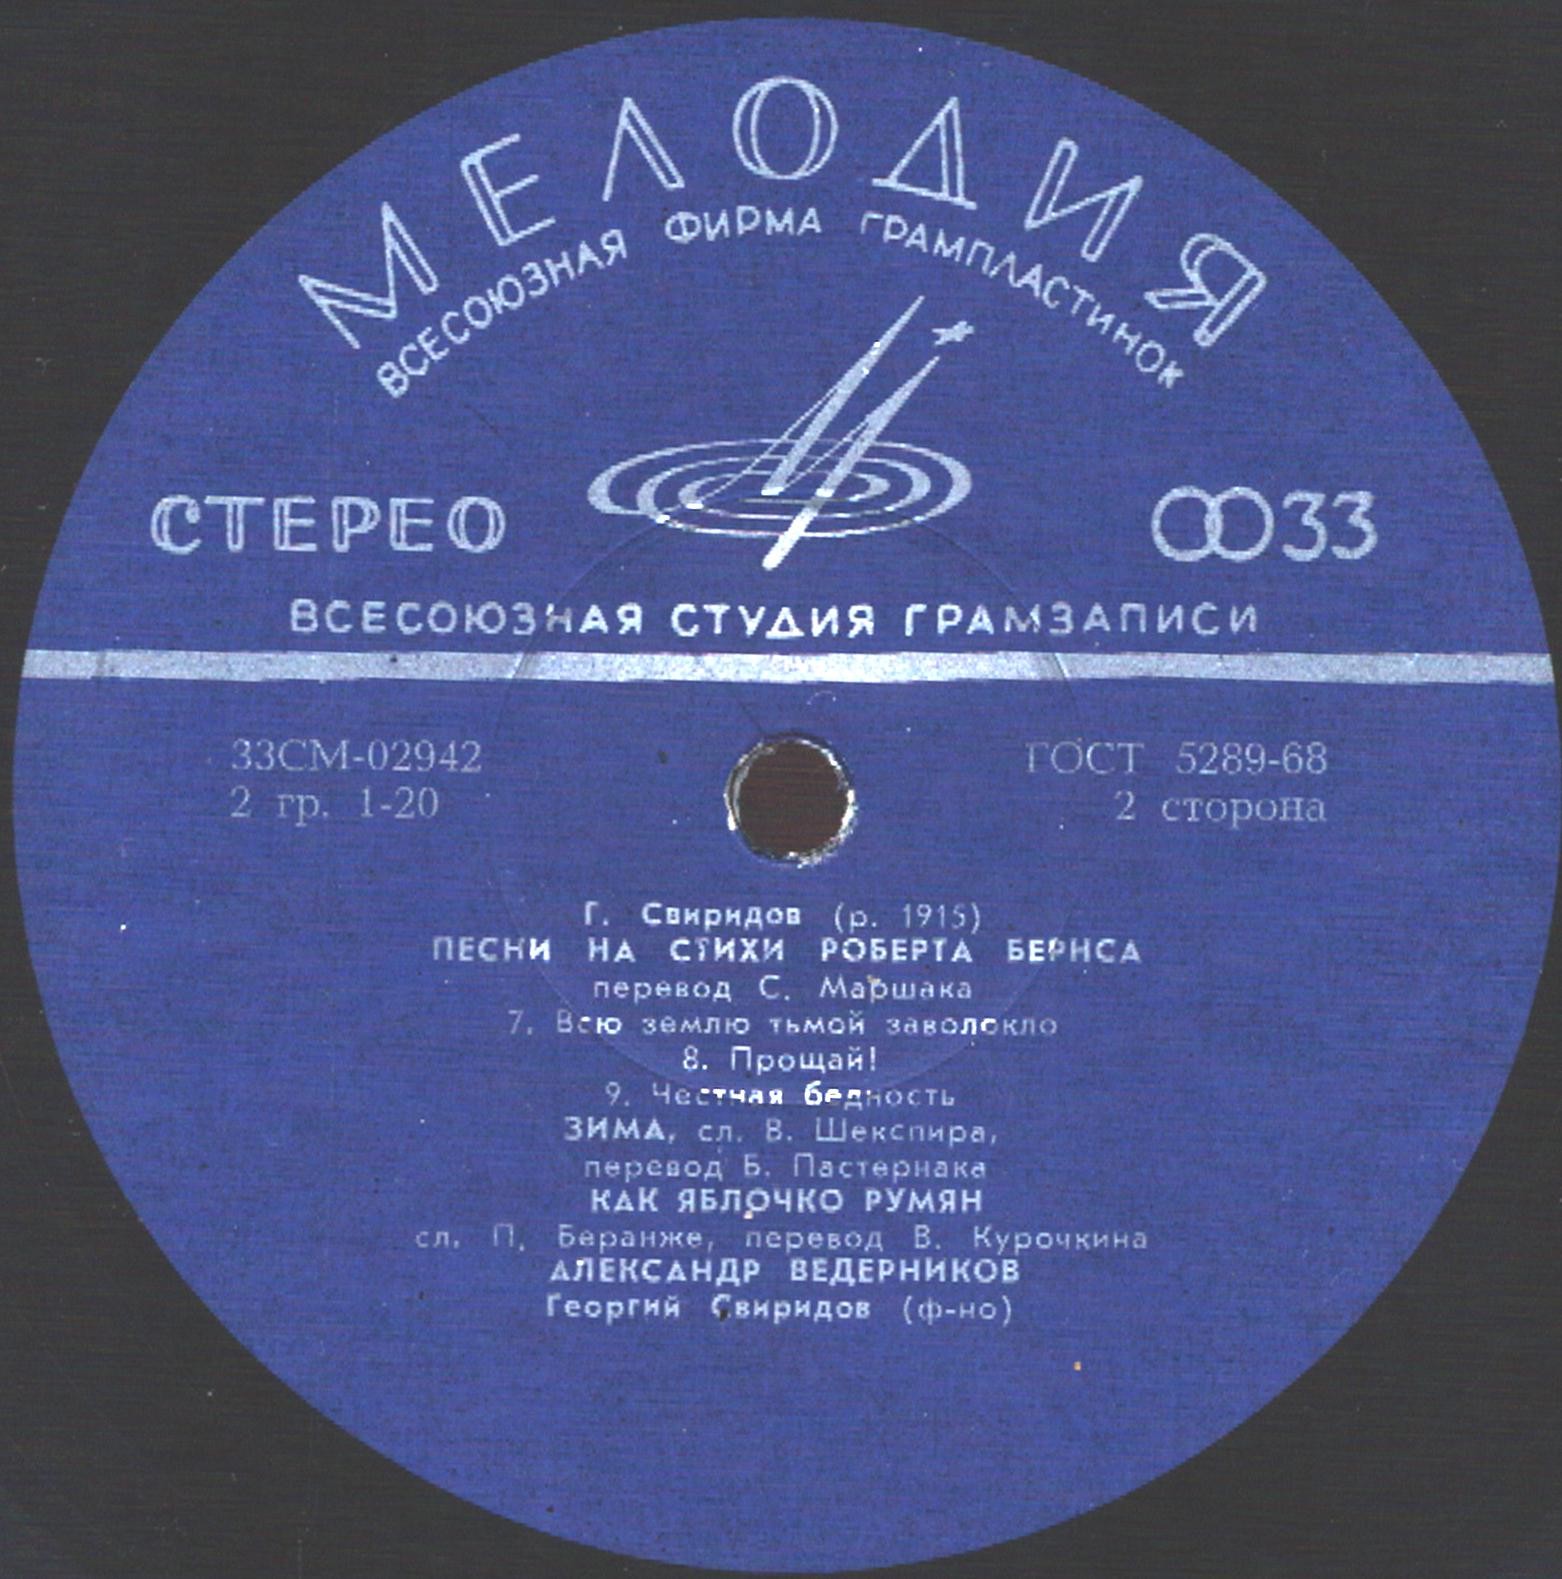 МЕЛОДИЯ
ВСЕСОЮЗНАЯ ФИРМА ГРАМПЛАСТИНОК
СТЕРЕО
33
ВСЕСОЮЗНАЯ СТУДИЯ ГРАМЗАПИСИ
33СМ-02942
ГОСТ 5289-68
2 гр. 1-20
2 сторона
Г. Свиридов (р. 1915)
ПЕСНИ НА СТИХИ РОБЕРТА БЕРНСА
перевод С. Маршака
7. Всю землю тьмой заволокло
8. Прощай!
9. Честная бедность
ЗИМА, сл. В. Шекспира,
перевод Б. Пастернака
КАК ЯБЛОЧКО РУМЯН
сл. П. Беранже, перевод В. Курочкина
АЛЕКСАНДР ВЕДЕРНИКОВ
Георгий Свиридов (ф-но)